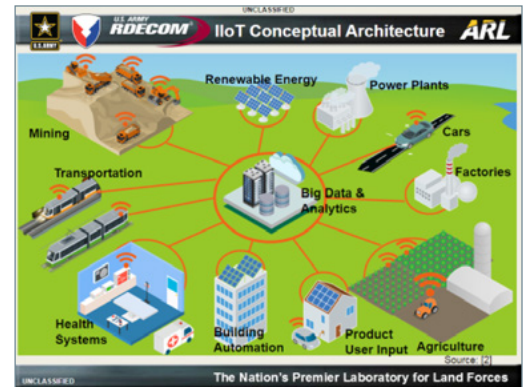 UNCLASSIFIED
U.S. ARMY
RDECOM®
IIoT Conceptual Architecture
ARL
U.S. ARMY
Renewable Energy
Power Plants
Mining
Cars
Transportation
Factories
Big Data &
Analytics
Health
Systems
Building
Automation
Product
User Input
Agriculture
Source: [2]
UNCLASSIFIED
The Nation's Premier Laboratory for Land Forces